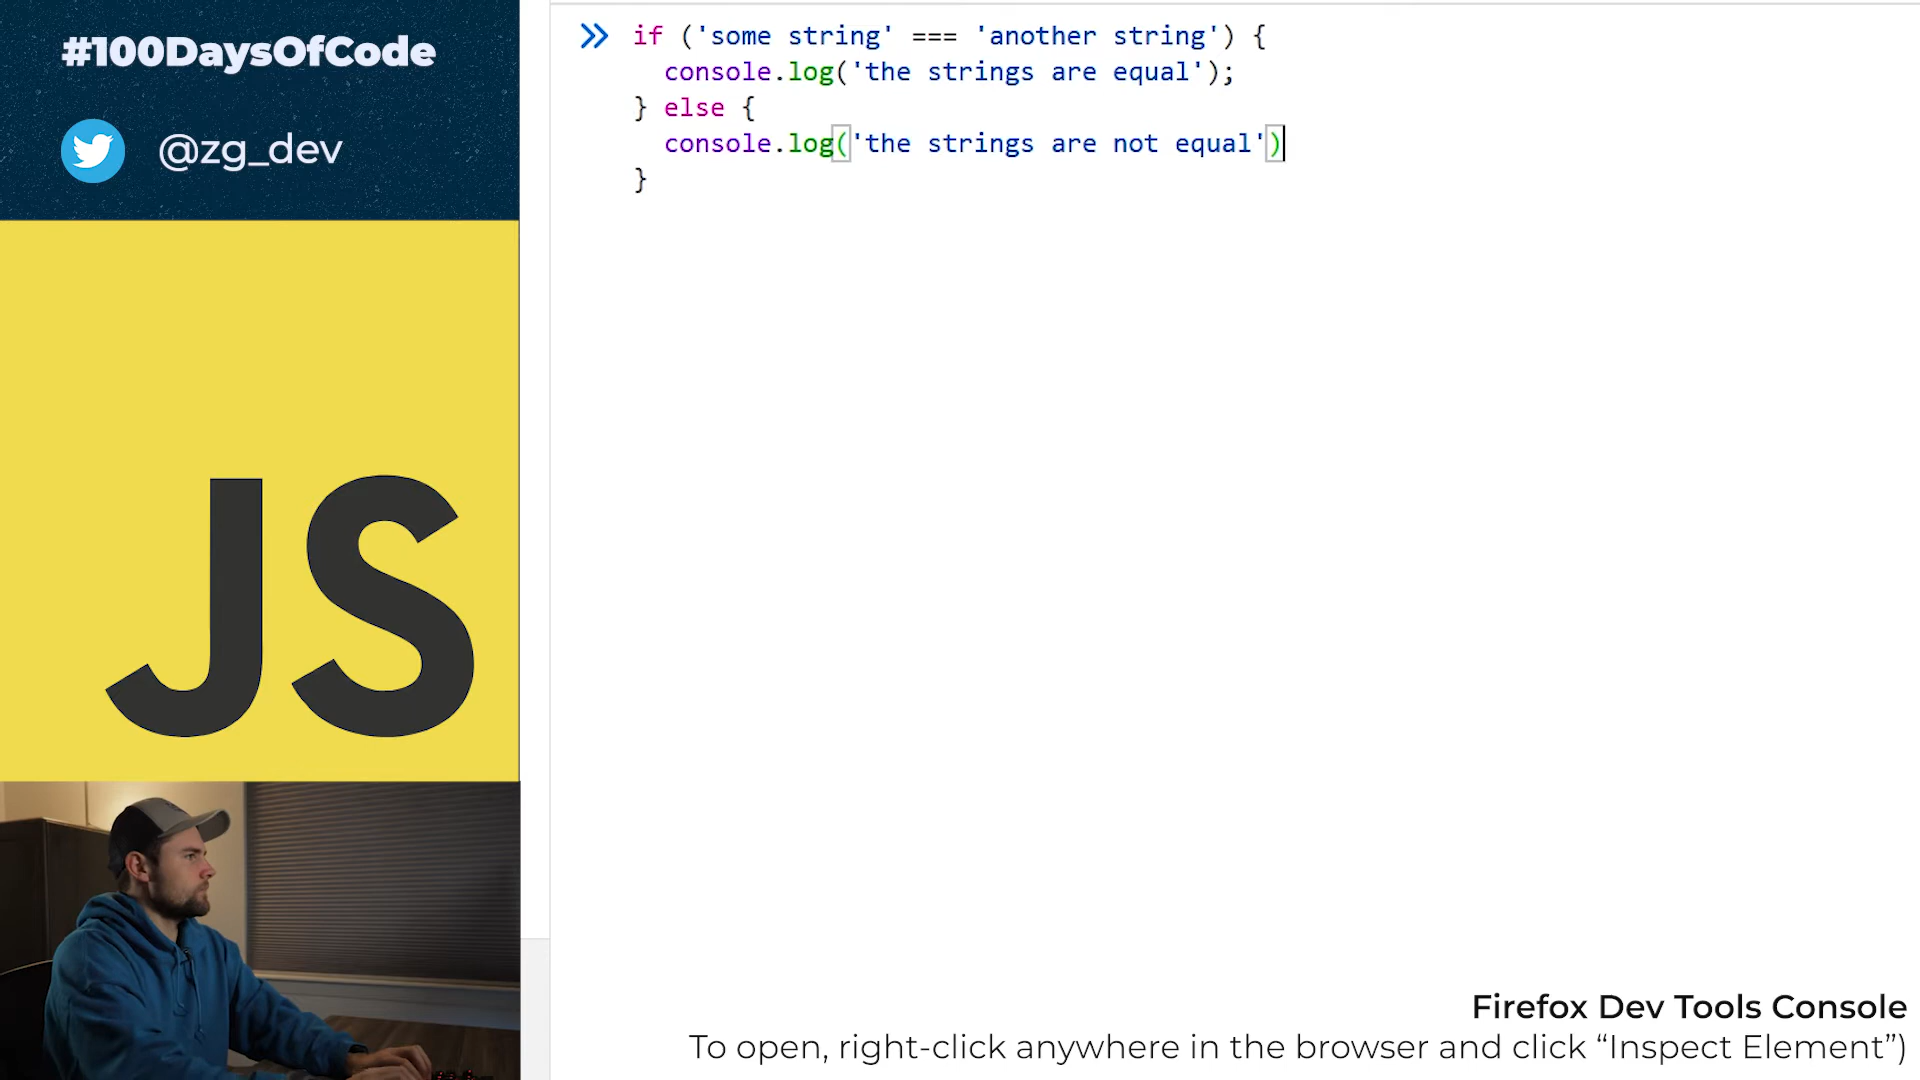 #100DaysOfCode
@zg_dev
JS
if ('some string' === 'another string') {
  console.log('the strings are equal');
} else {
  console.log('the strings are not equal')
}
Firefox Dev Tools Console
To open, right-click anywhere in the browser and click “Inspect Element”)